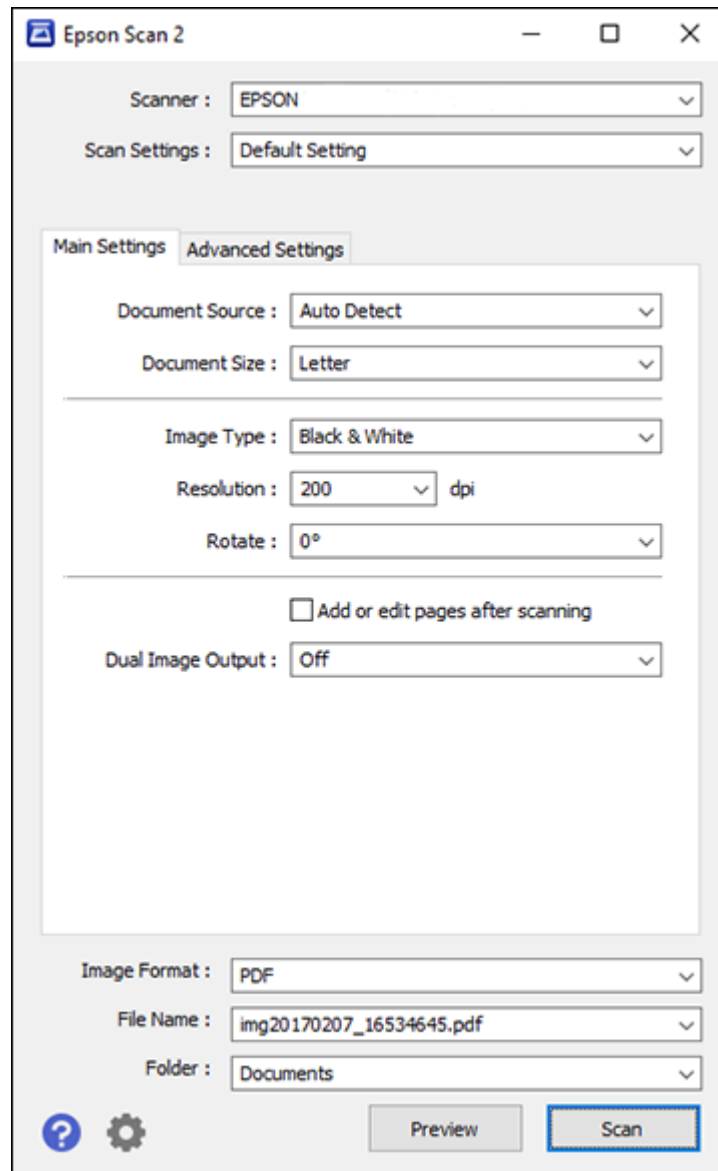 Epson Scan 2
Scanner : EPSON
Scan Settings : Default Setting
Main Settings Advanced Settings
Document Source : Auto Detect
Document Size : Letter
Image Type : Black & White
Resolution : 200 dpi
Rotate : 0°
Add or edit pages after scanning
Dual Image Output : Off
Image Format : PDF
File Name : img20170207_16534645.pdf
Folder : Documents
? Preview Scan